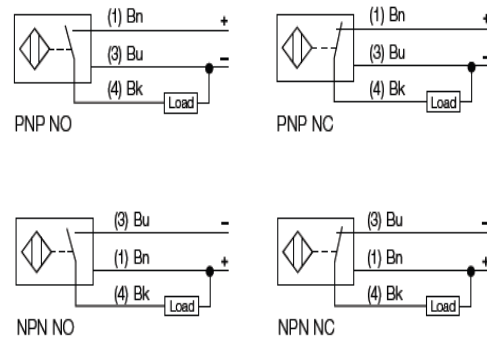 (1) Bn +
(3) Bu −
(4) Bk
Load
PNP NO
(1) Bn +
(3) Bu −
(4) Bk
Load
PNP NC
(3) Bu −
(1) Bn +
(4) Bk
Load
NPN NO
(3) Bu −
(1) Bn +
(4) Bk
Load
NPN NC